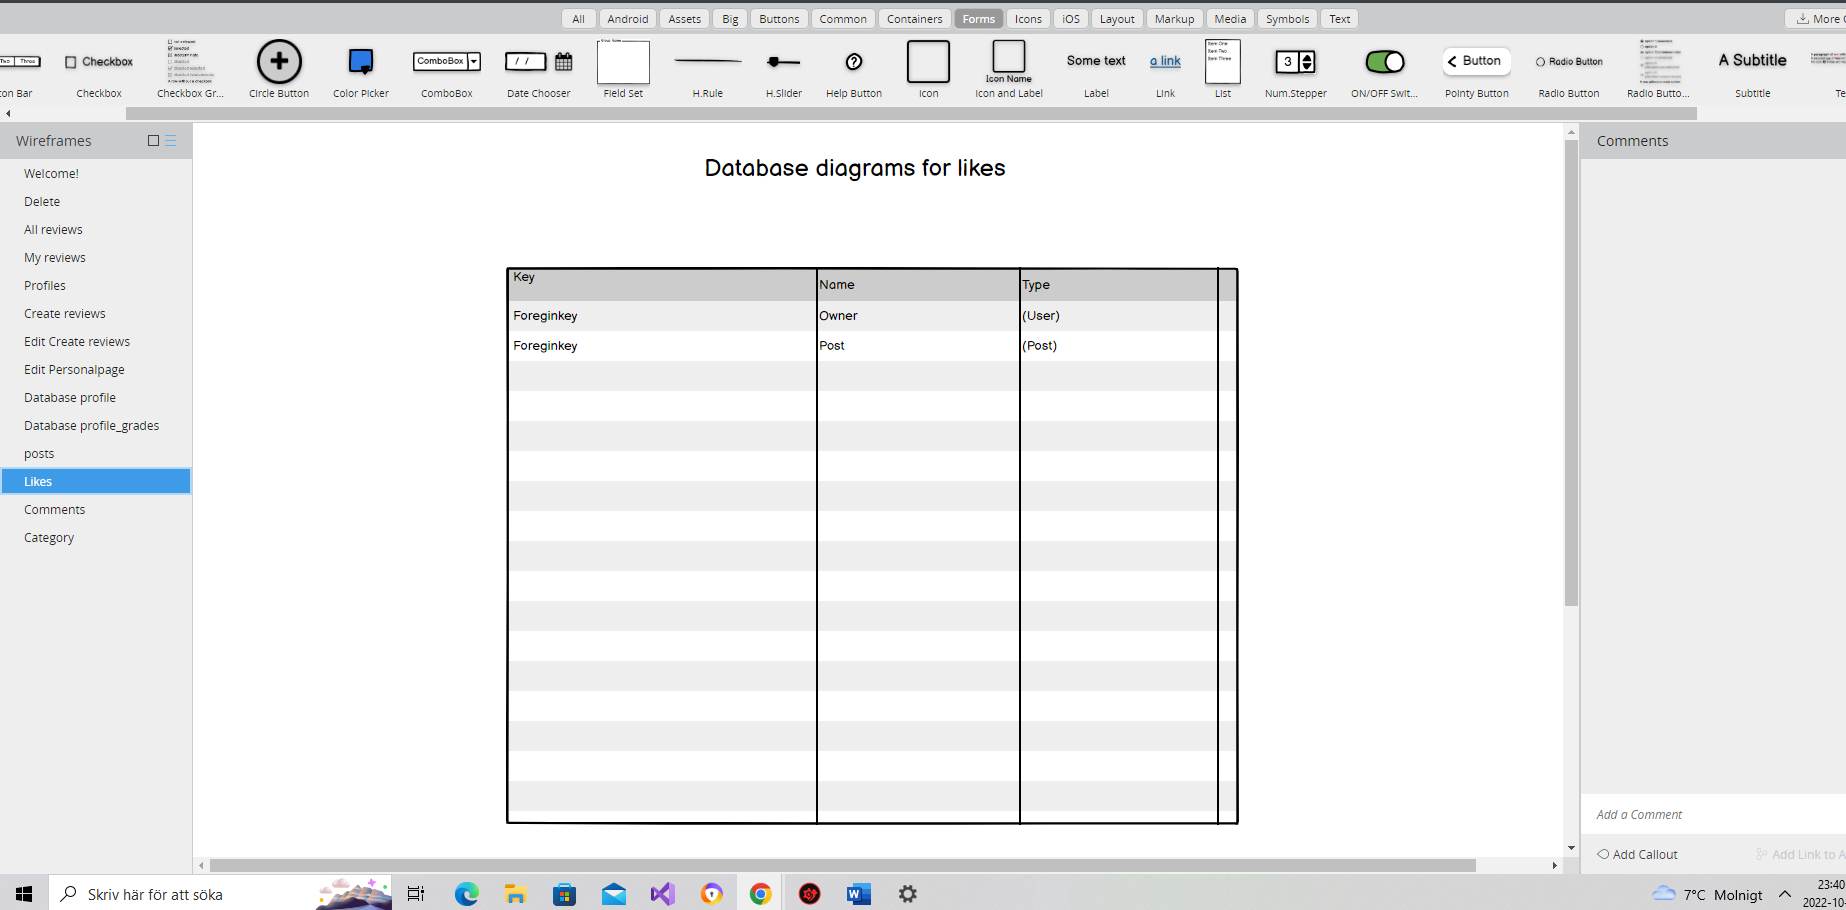 All Android Assets Big Buttons Common Containers Forms Icons iOS Layout Markup Media Symbols Text More
Two Three Checkbox ComboBox / / Icon Name Some text a link Item One Item Two Item Three 3 Button Radio Button A Subtitle
Checkbox Checkbox Gr... Circle Button Color Picker ComboBox Date Chooser Field Set H.Rule H.Slider Help Button Icon Icon and Label Label Link List Num.Stepper ON/OFF Swit... Pointy Button Radio Button Radio Butto... Subtitle
Wireframes
Welcome!
Delete
All reviews
My reviews
Profiles
Create reviews
Edit Create reviews
Edit Personalpage
Database profile
Database profile_grades
posts
Likes
Comments
Category
Database diagrams for likes
Key Name Type
Foreginkey Owner (User)
Foreginkey Post (Post)
Comments
Add a Comment
Add Callout Add Link to A
Skriv här för att söka
7°C Molnigt
23:40
2022-10